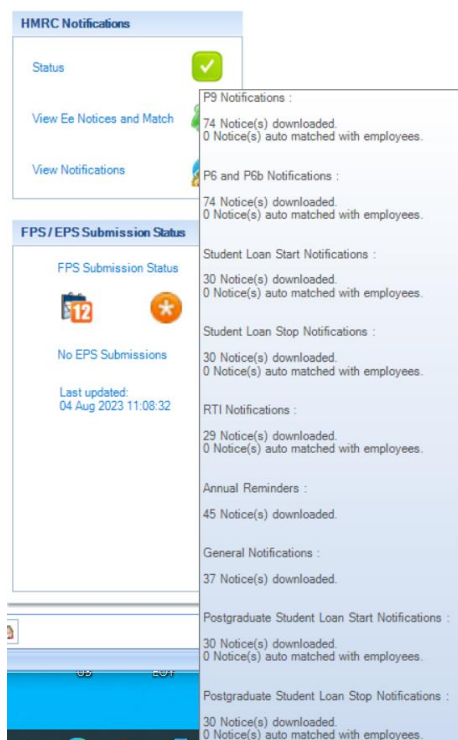 HMRC Notifications
Status
View Ee Notices and Match
View Notifications
FPS / EPS Submission Status
FPS Submission Status
12
No EPS Submissions
Last updated:
04 Aug 2023 11:08:32
P9 Notifications :
74 Notice(s) downloaded.
0 Notice(s) auto matched with employees.
P6 and P6b Notifications :
74 Notice(s) downloaded.
0 Notice(s) auto matched with employees.
Student Loan Start Notifications :
30 Notice(s) downloaded.
0 Notice(s) auto matched with employees.
Student Loan Stop Notifications :
30 Notice(s) downloaded.
0 Notice(s) auto matched with employees.
RTI Notifications :
29 Notice(s) downloaded.
0 Notice(s) auto matched with employees.
Annual Reminders :
45 Notice(s) downloaded.
General Notifications :
37 Notice(s) downloaded.
Postgraduate Student Loan Start Notifications :
30 Notice(s) downloaded.
0 Notice(s) auto matched with employees.
Postgraduate Student Loan Stop Notifications :
30 Notice(s) downloaded.
0 Notice(s) auto matched with employees.